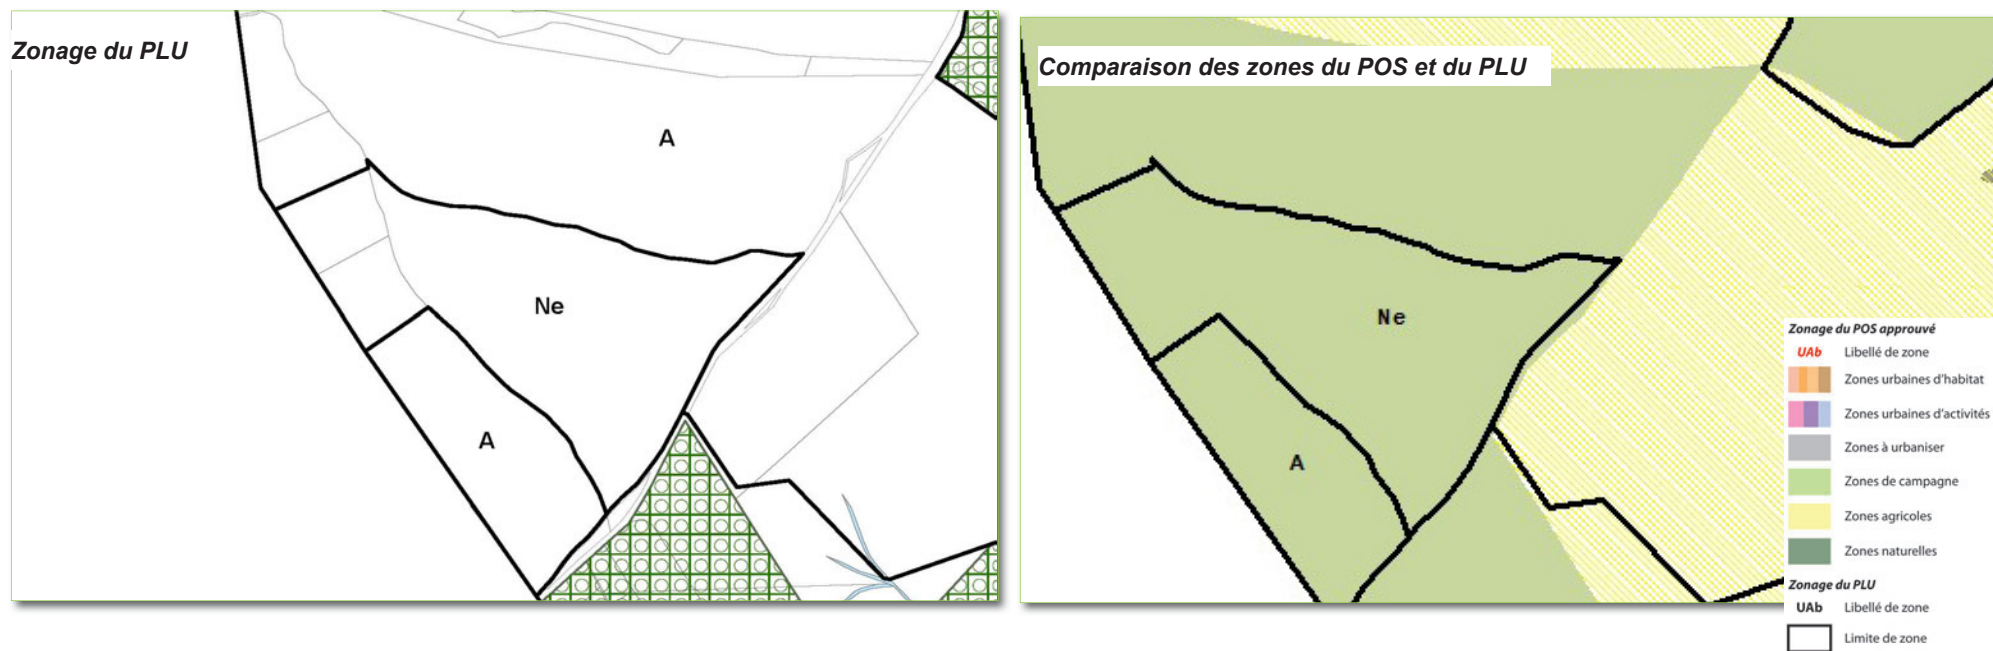 Zonage du PLU
A
Ne
A
Comparaison des zones du POS et du PLU
Ne
A
Zonage du POS approuvé
UAb Libellé de zone
Zones urbaines d'habitat
Zones urbaines d'activités
Zones à urbaniser
Zones de campagne
Zones agricoles
Zones naturelles
Zonage du PLU
UAb Libellé de zone
Limite de zone